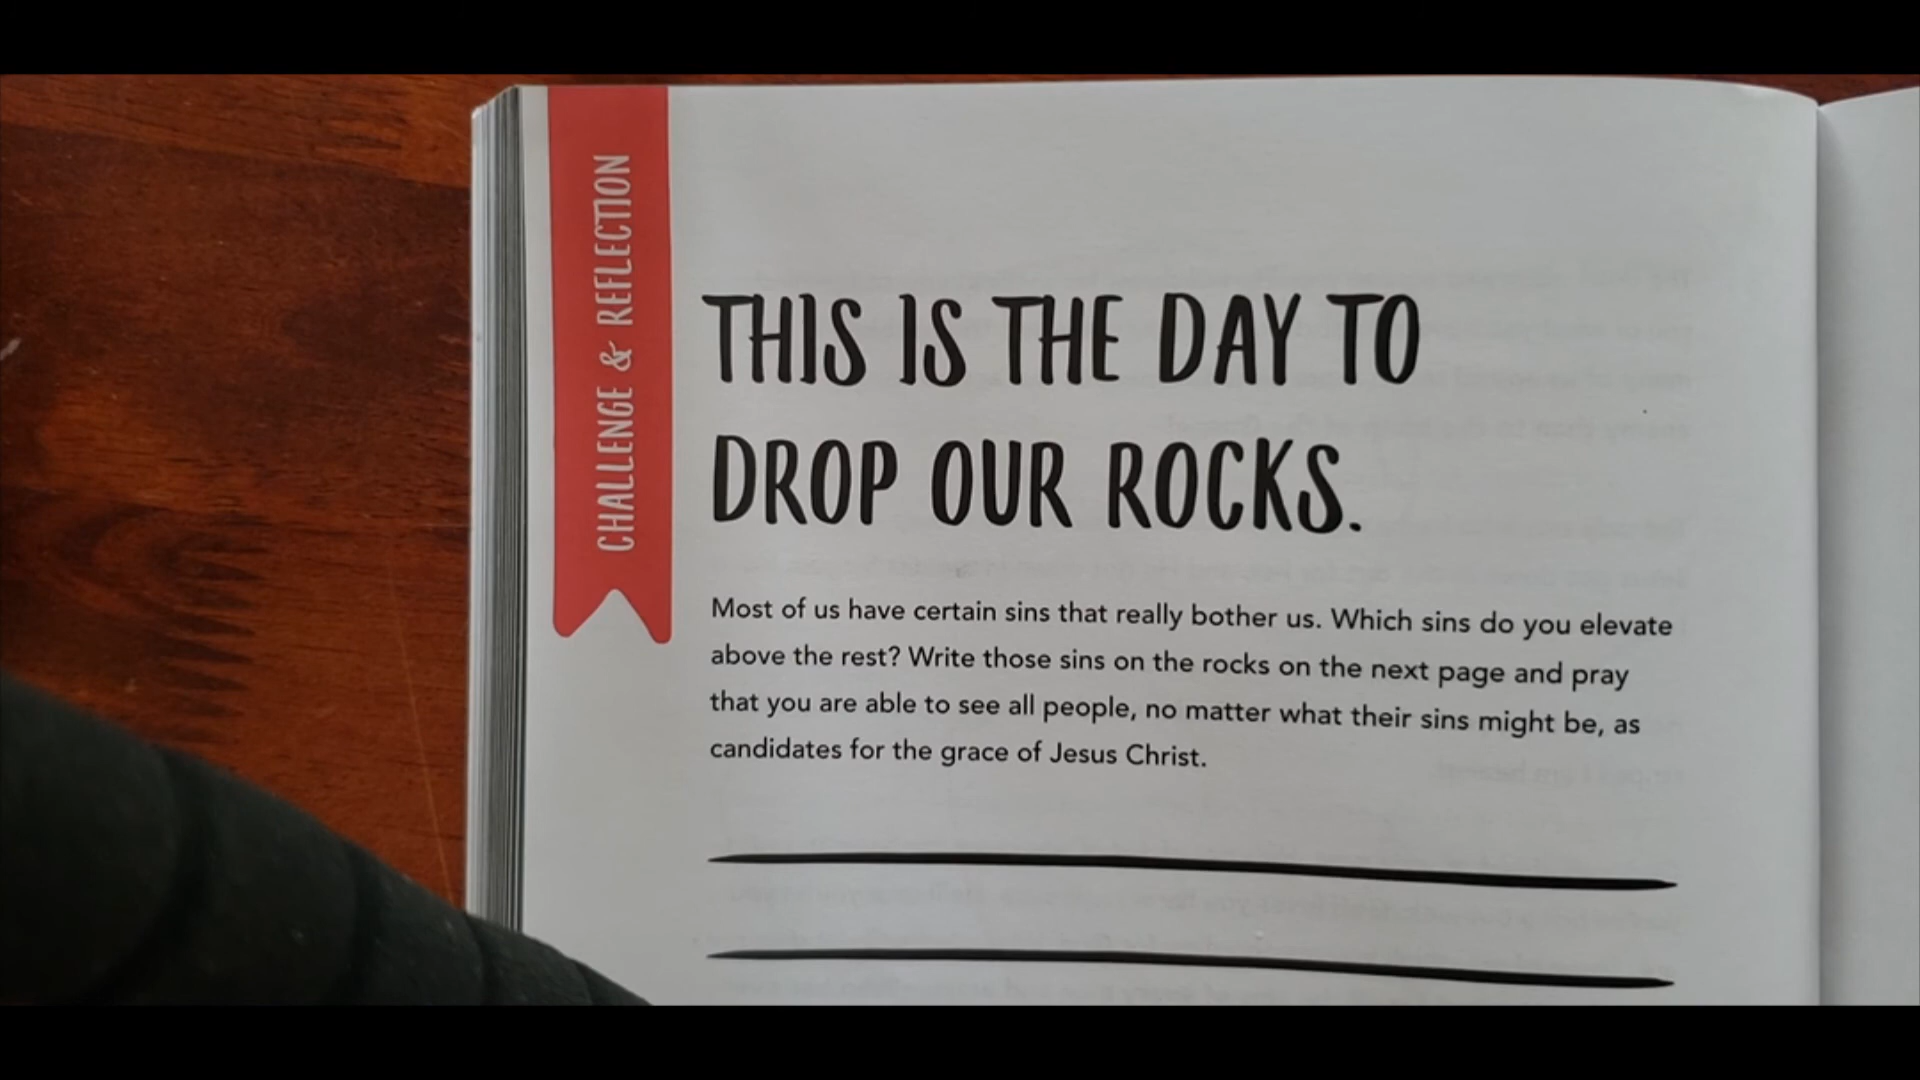 CHALLENGE & REFLECTION
THIS IS THE DAY TO
DROP OUR ROCKS.
Most of us have certain sins that really bother us. Which sins do you elevate
above the rest? Write those sins on the rocks on the next page and pray
that you are able to see all people, no matter what their sins might be, as
candidates for the grace of Jesus Christ.